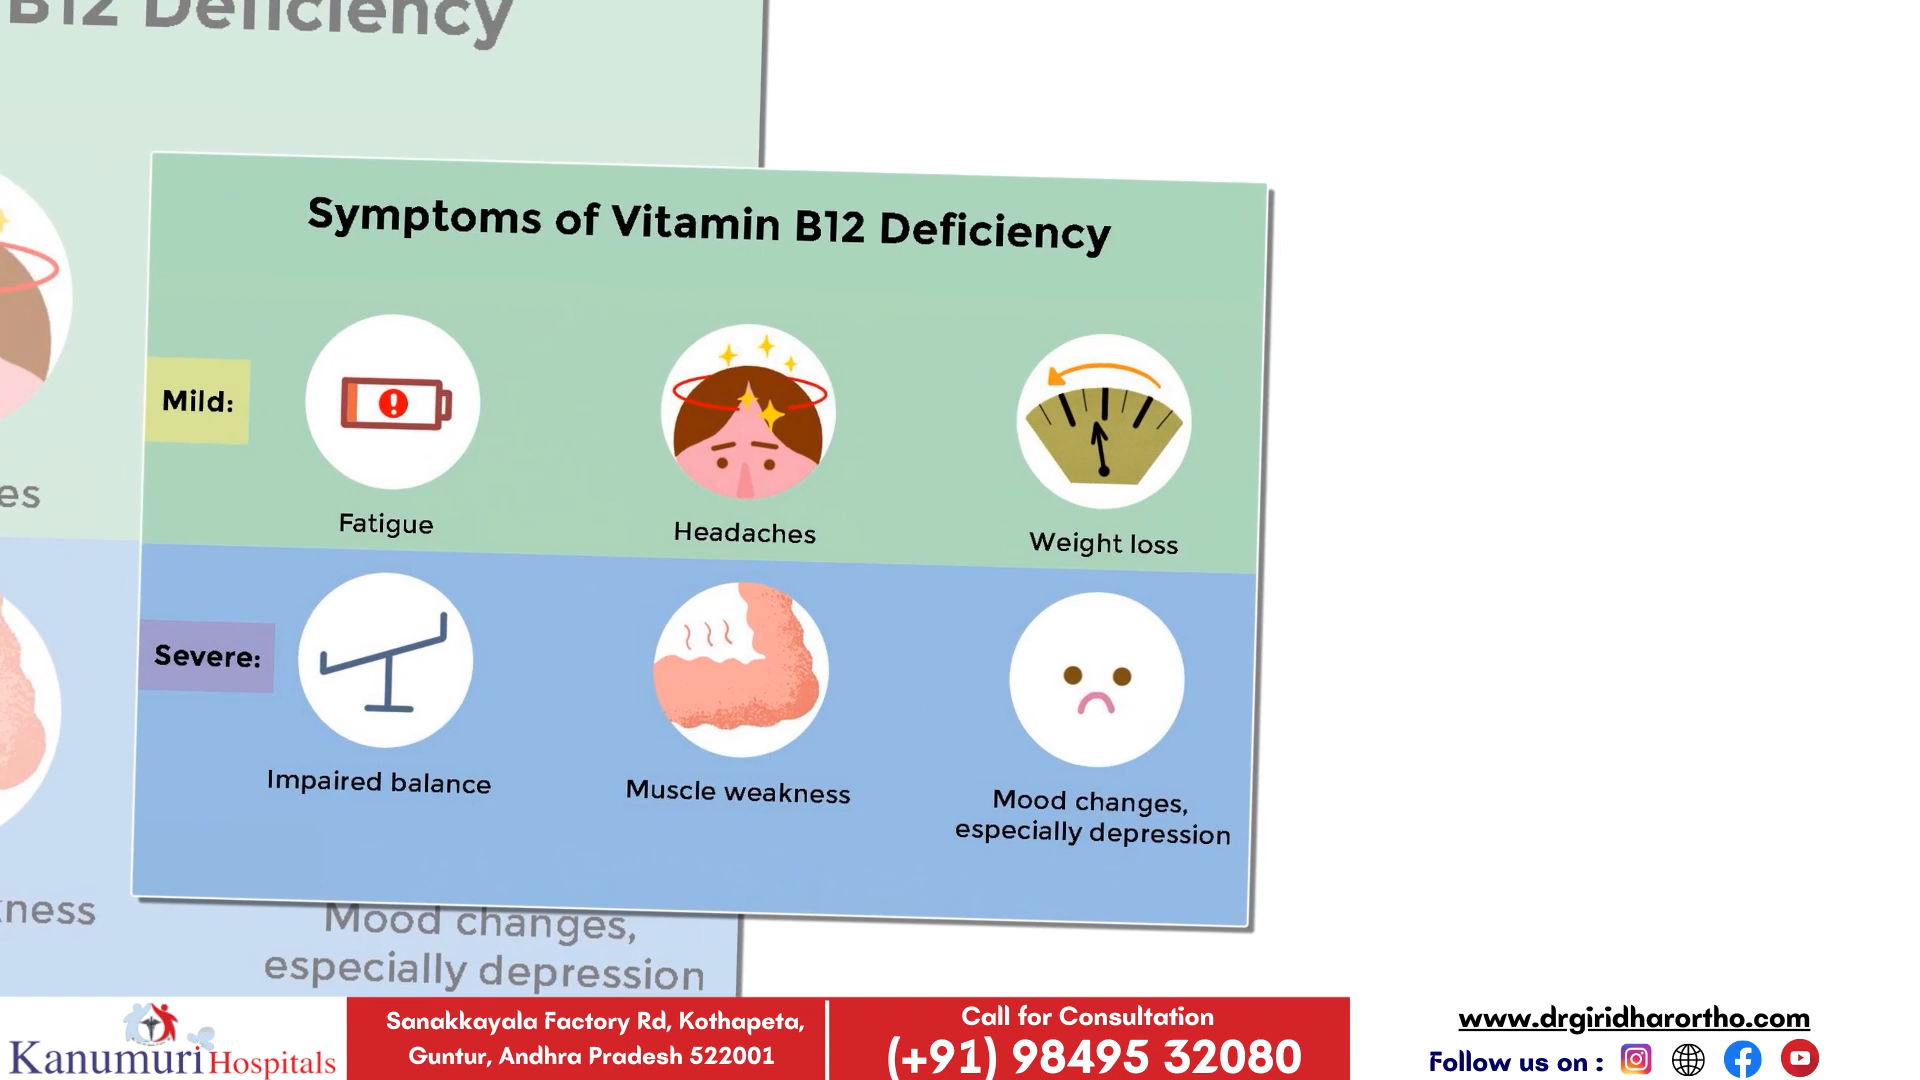 B12 Deficiency
Symptoms of Vitamin B12 Deficiency
Mild:
Fatigue
Headaches
Weight loss
Severe:
Impaired balance
Muscle weakness
Mood changes,
especially depression
es
kness
Mood changes,
especially depression
Kanumuri Hospitals
Sanakkayala Factory Rd, Kothapeta,
Guntur, Andhra Pradesh 522001
Call for Consultation
(+91) 98495 32080
www.drgiridharortho.com
Follow us on :